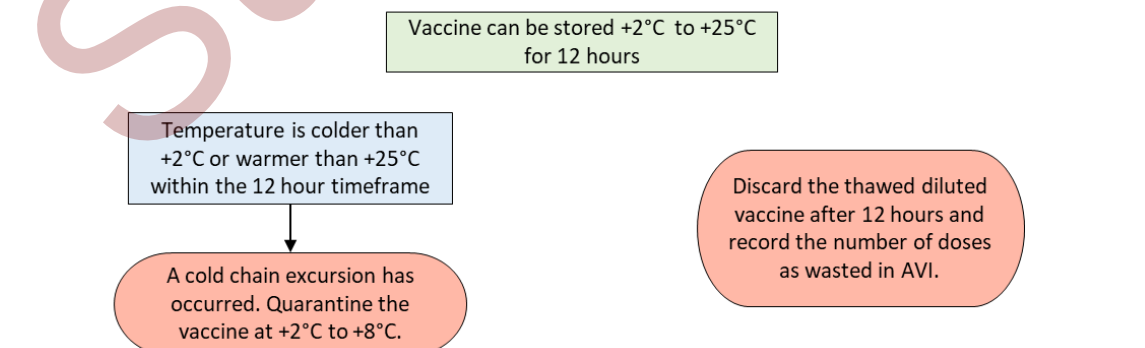 Vaccine can be stored +2°C to +25°C
for 12 hours
Temperature is colder than
+2°C or warmer than +25°C
within the 12 hour timeframe
Discard the thawed diluted
vaccine after 12 hours and
record the number of doses
as wasted in AVI.
A cold chain excursion has
occurred. Quarantine the
vaccine at +2°C to +8°C.